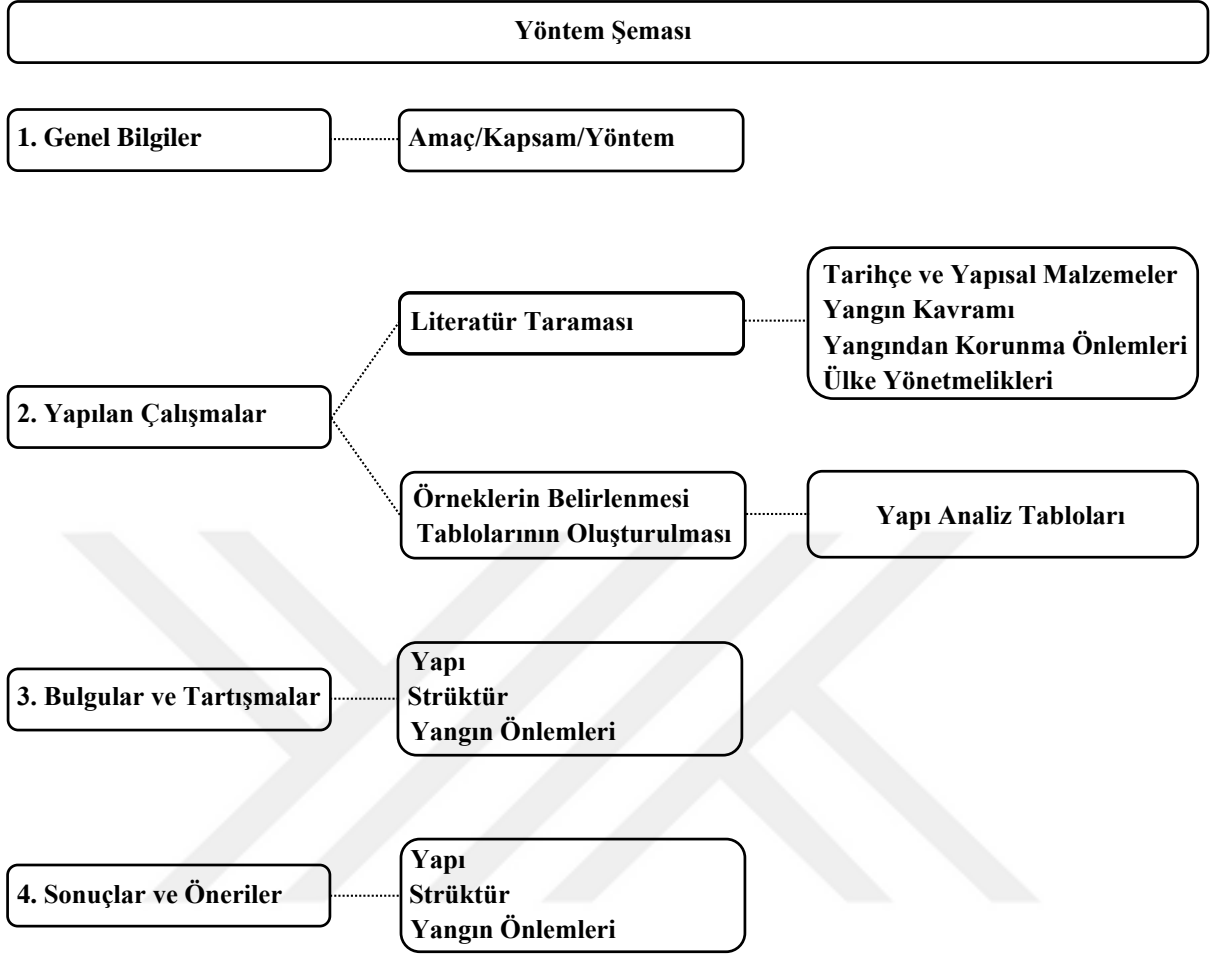 Yöntem Şeması
1. Genel Bilgiler
Amaç/Kapsam/Yöntem
2. Yapılan Çalışmalar
Literatür Taraması
Tarihçe ve Yapısal Malzemeler
Yangın Kavramı
Yangından Korunma Önlemleri
Ülke Yönetmelikleri
Örneklerin Belirlenmesi
Tablolarının Oluşturulması
Yapı Analiz Tabloları
3. Bulgular ve Tartışmalar
Yapı
Strüktür
Yangın Önlemleri
4. Sonuçlar ve Öneriler
Yapı
Strüktür
Yangın Önlemleri